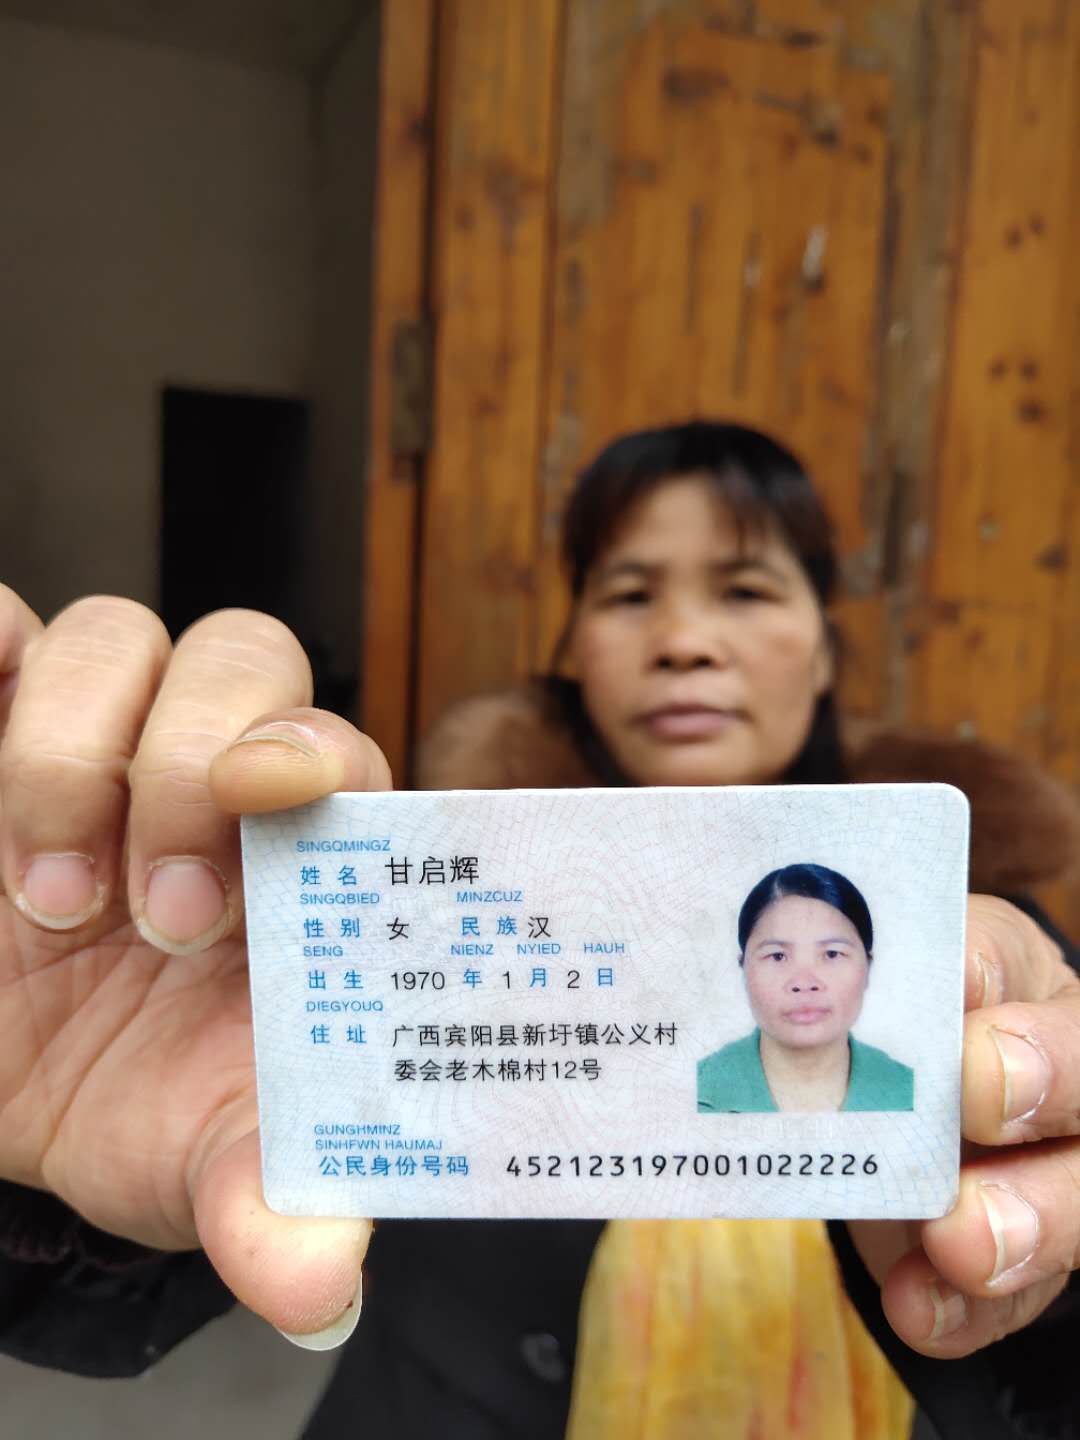 SINGQMINGZ
姓名 甘启辉
SINGQBIED MINZCUZ
性别 女 民族 汉
SENG NIENZ NYIED HAUH
出生 1970 年 1 月 2 日
DIEGYOUQ
住址 广西宾阳县新圩镇公义村
委会老木棉村12号
GUNGHMINZ
SINHFWN HAUMAJ
公民身份号码 452123197001022226